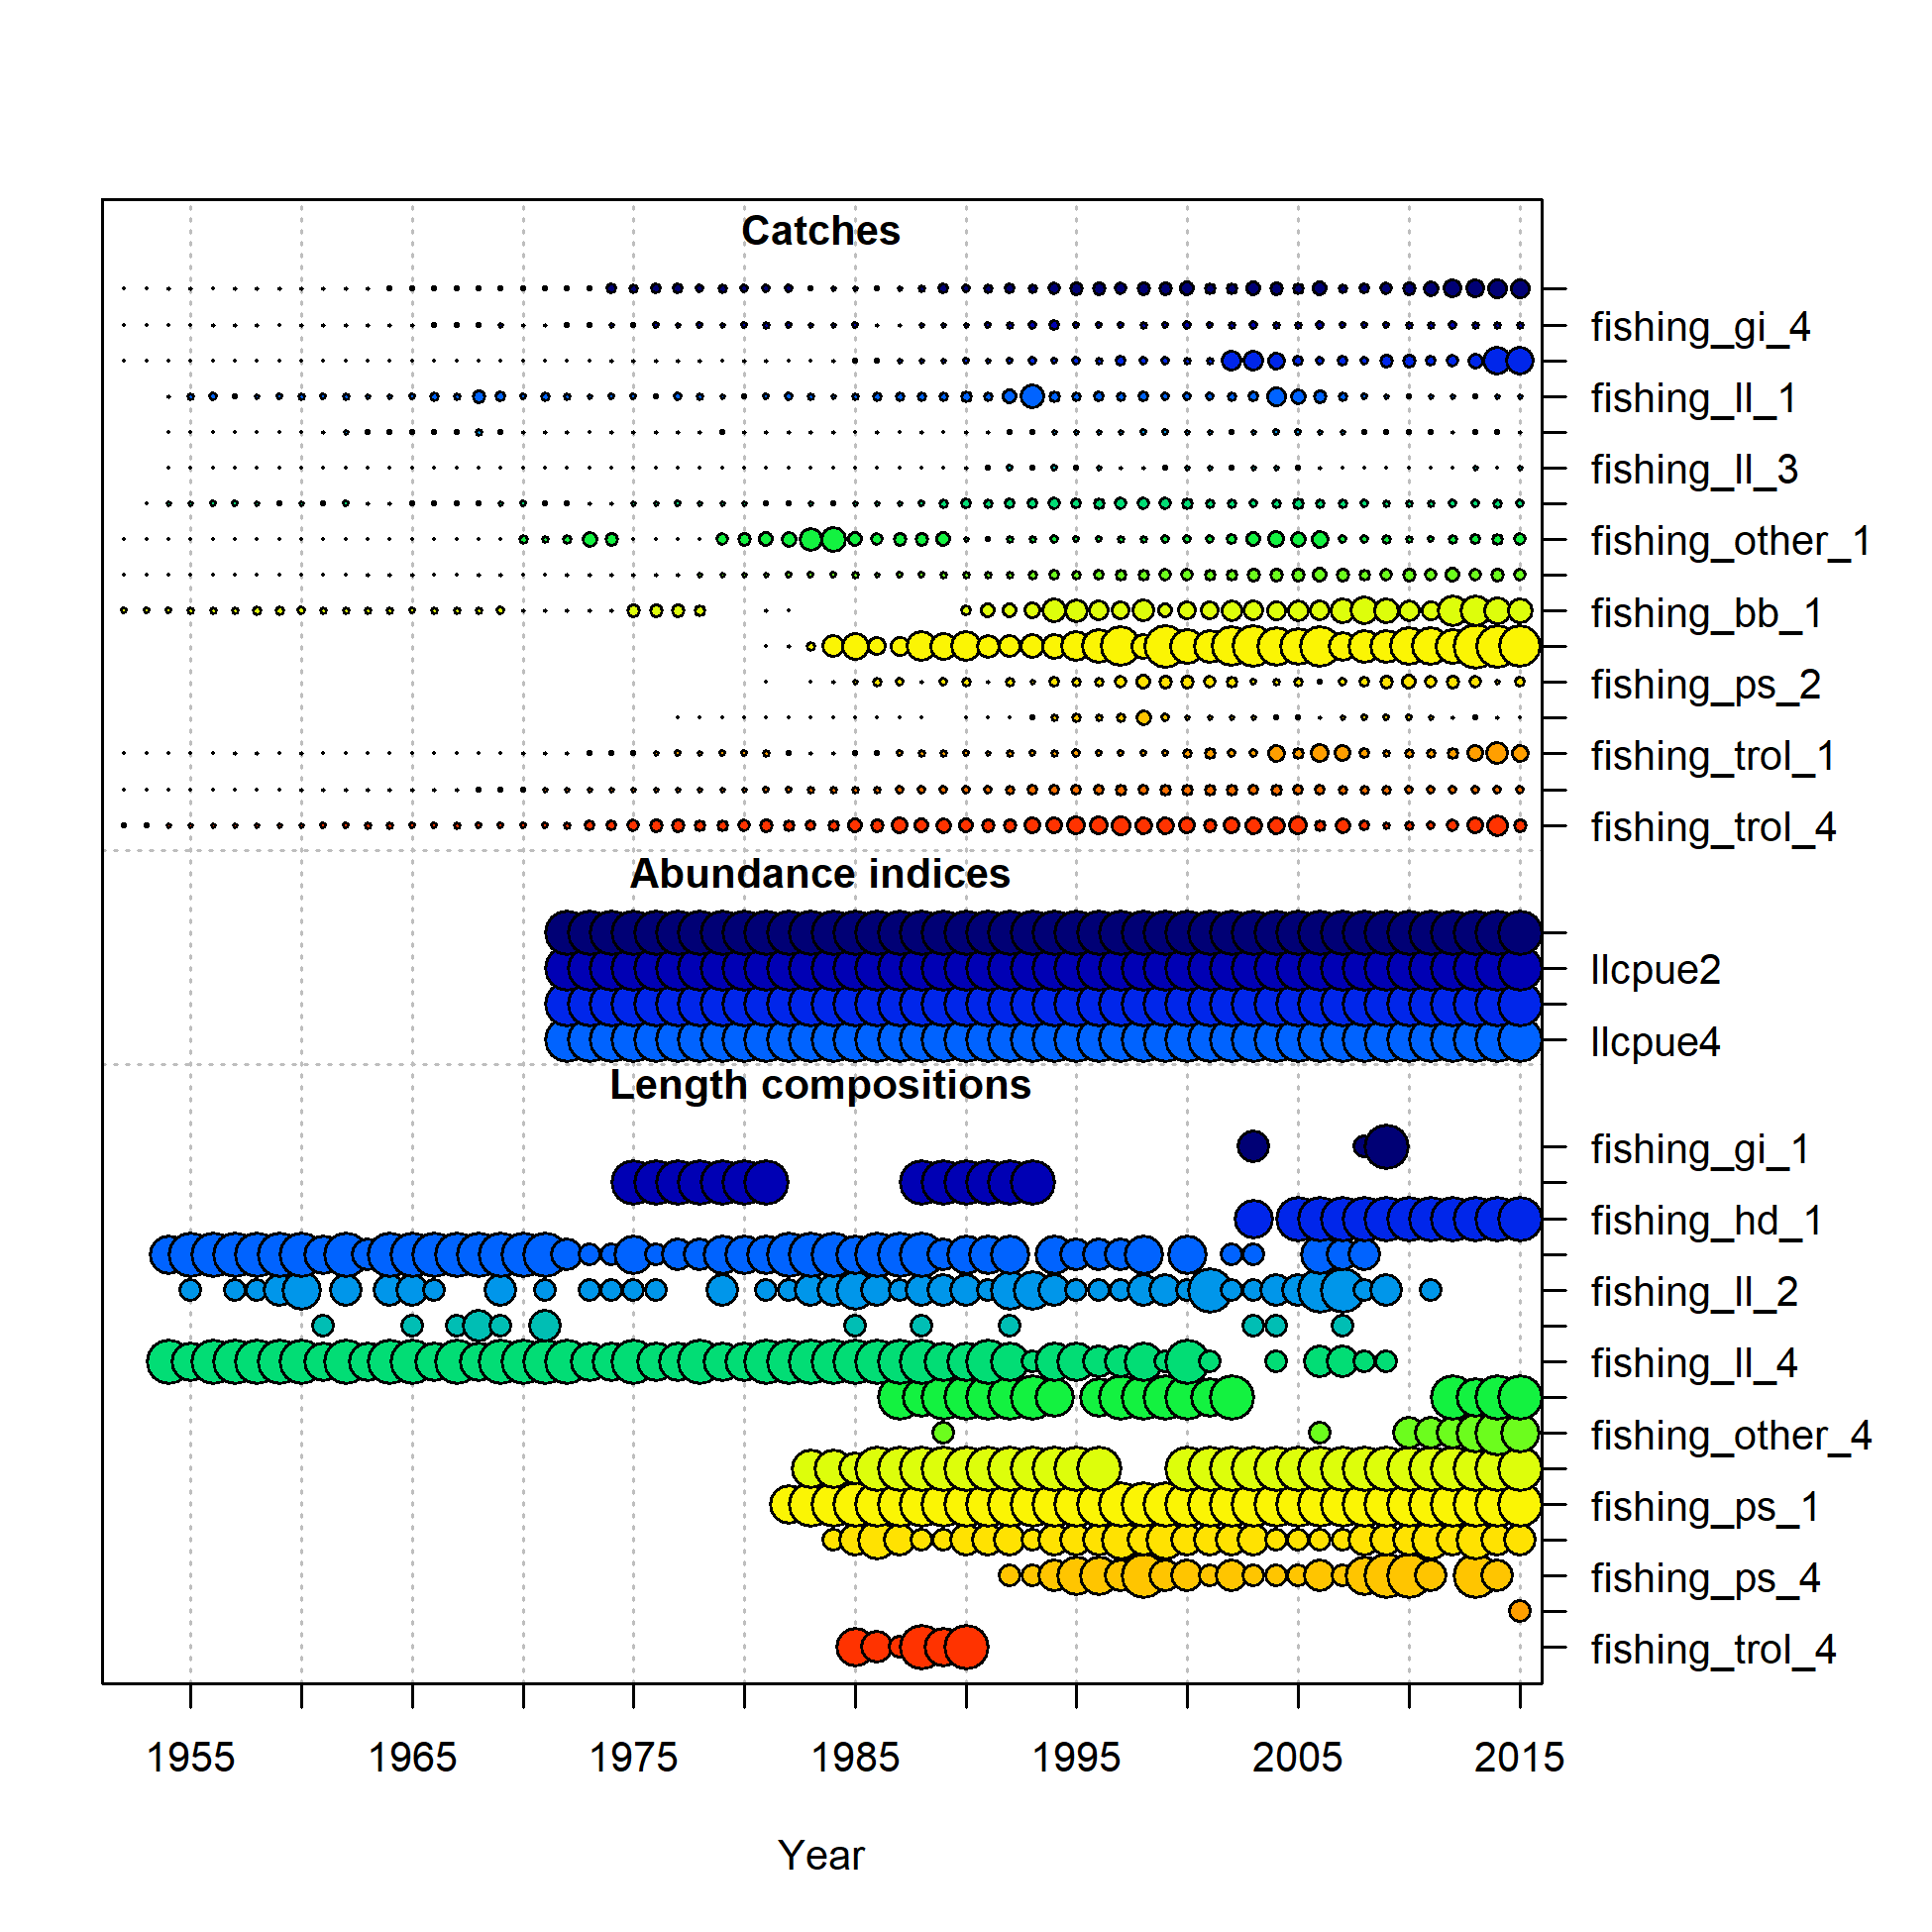 Catches
fishing_gi_4
fishing_ll_1
fishing_ll_3
fishing_other_1
fishing_bb_1
fishing_ps_2
fishing_trol_1
fishing_trol_4
Abundance indices
llcpue2
llcpue4
Length compositions
fishing_gi_1
fishing_hd_1
fishing_ll_2
fishing_ll_4
fishing_other_4
fishing_ps_1
fishing_ps_4
fishing_trol_4
1955 1965 1975 1985 1995 2005 2015
Year